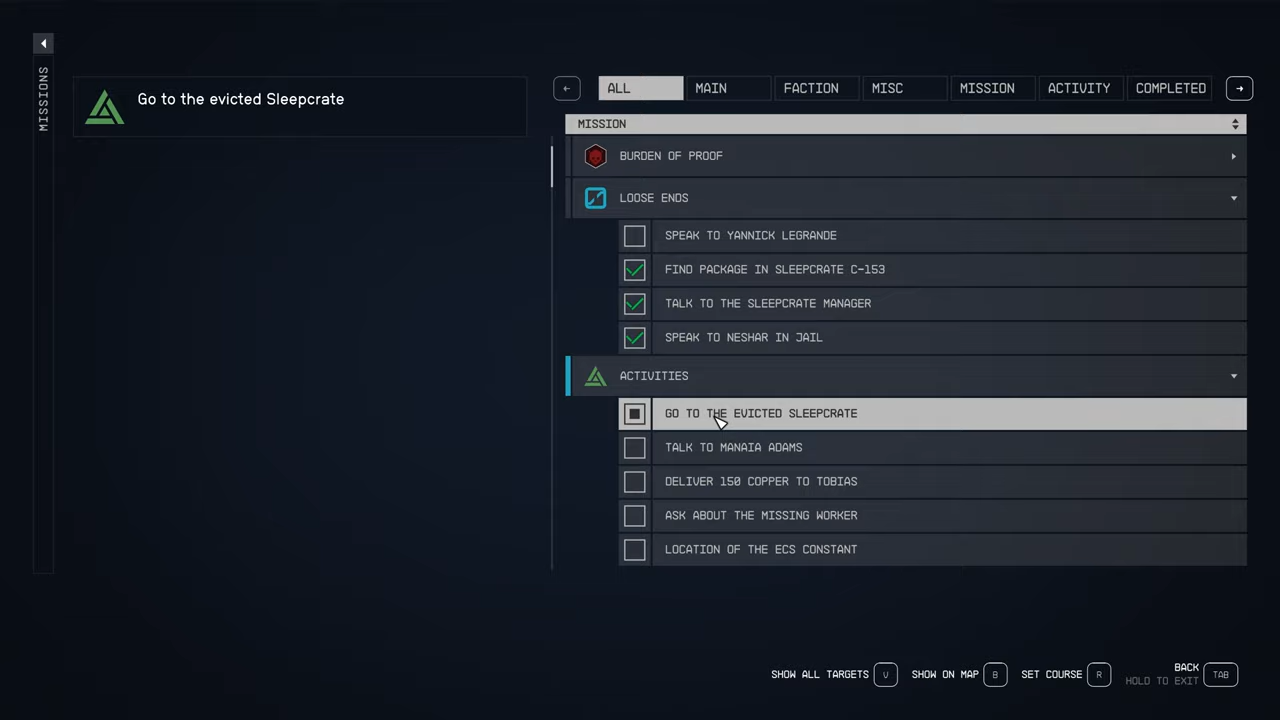 MISSIONS
Go to the evicted Sleepcrate
ALL
MAIN
FACTION
MISC
MISSION
ACTIVITY
COMPLETED
MISSION
BURDEN OF PROOF
LOOSE ENDS
SPEAK TO YANNICK LEGRANDE
FIND PACKAGE IN SLEEPCRATE C-153
TALK TO THE SLEEPCRATE MANAGER
SPEAK TO NESHAR IN JAIL
ACTIVITIES
GO TO THE EVICTED SLEEPCRATE
TALK TO MANAIA ADAMS
DELIVER 150 COPPER TO TOBIAS
ASK ABOUT THE MISSING WORKER
LOCATION OF THE ECS CONSTANT
SHOW ALL TARGETS V
SHOW ON MAP B
SET COURSE R
BACK
HOLD TO EXIT TAB